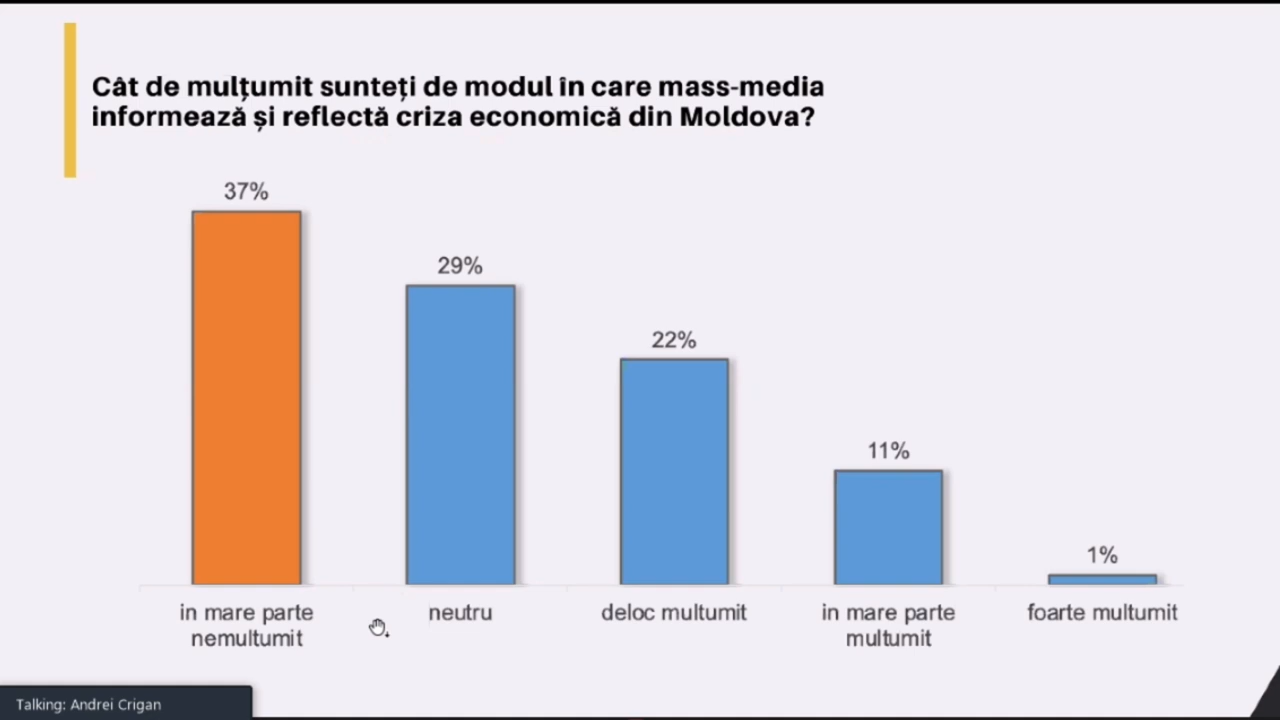 Cât de mulțumit sunteți de modul în care mass-media
informează și reflectă criza economică din Moldova?
37%
29%
22%
11%
1%
in mare parte
nemultumit
neutru
deloc multumit
in mare parte
multumit
foarte multumit
Talking: Andrei Crigan